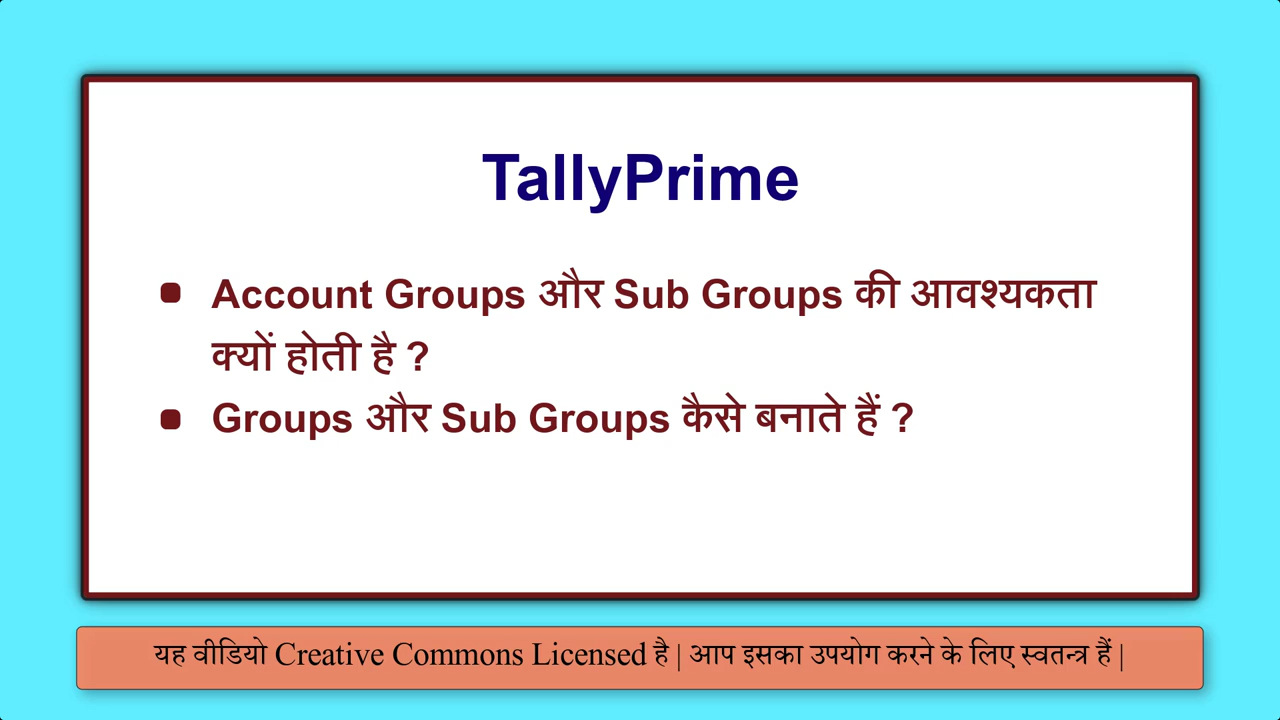 TallyPrime
Account Groups और Sub Groups की आवश्यकता
क्यों होती है ?
Groups और Sub Groups कैसे बनाते हैं ?
यह वीडियो Creative Commons Licensed है | आप इसका उपयोग करने के लिए स्वतन्त्र हैं |